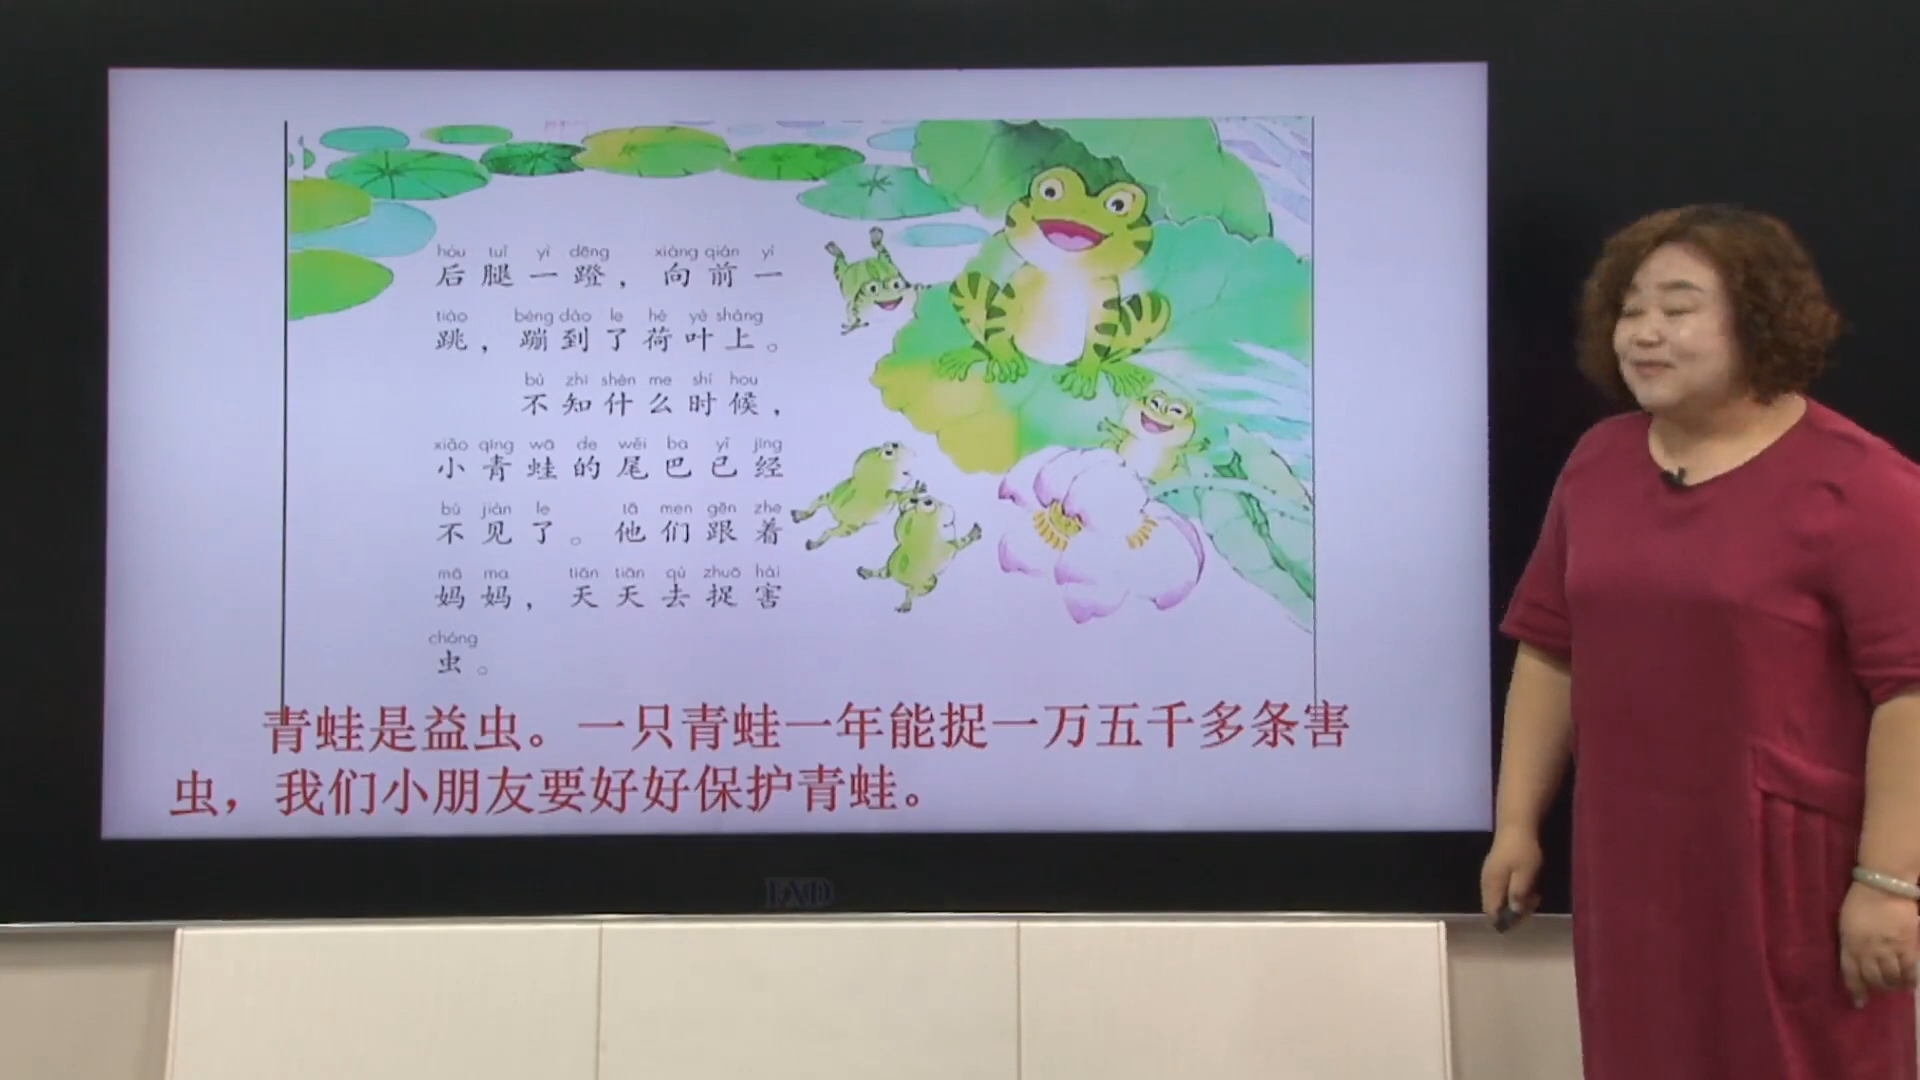 hòu tuǐ yì dēng xiàng qián yí
后腿一蹬，向前一
tiào bèng dào le hé yè shàng
跳，蹦到了荷叶上。
bù zhī shén me shí hou
不知什么时候，
xiǎo qīng wā de wěi ba yǐ jīng
小青蛙的尾巴已经
bú jiàn le tā men gēn zhe
不见了。他们跟着
mā ma tiān tiān qù zhuō hài
妈妈，天天去捉害
chóng
虫。
青蛙是益虫。一只青蛙一年能捉一万五千多条害
虫，我们小朋友要好好保护青蛙。